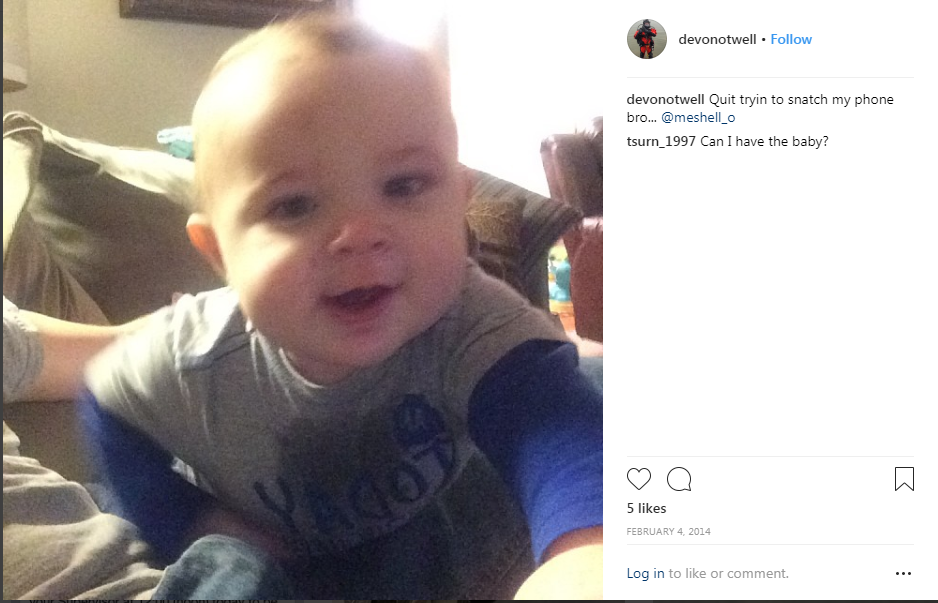 devonotwell • Follow
devonotwell Quit tryin to snatch my phone
bro... @meshell_o
tsurn_1997 Can I have the baby?
5 likes
FEBRUARY 4, 2014
Log in to like or comment.
TODAY